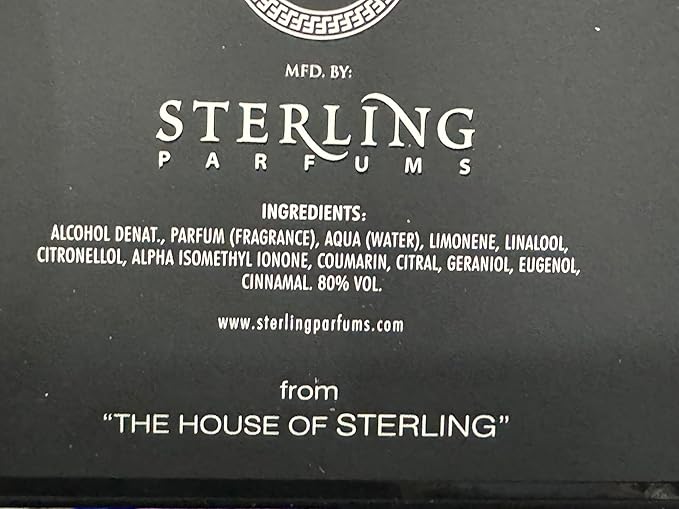 MFD. BY:
STERLING
PARFUMS
INGREDIENTS:
ALCOHOL DENAT., PARFUM (FRAGRANCE), AQUA (WATER), LIMONENE, LINALOOL,
CITRONELLOL, ALPHA ISOMETHYL IONONE, COUMARIN, CITRAL, GERANIOL, EUGENOL,
CINNAMAL. 80% VOL.
www.sterlingparfums.com
from
“THE HOUSE OF STERLING”